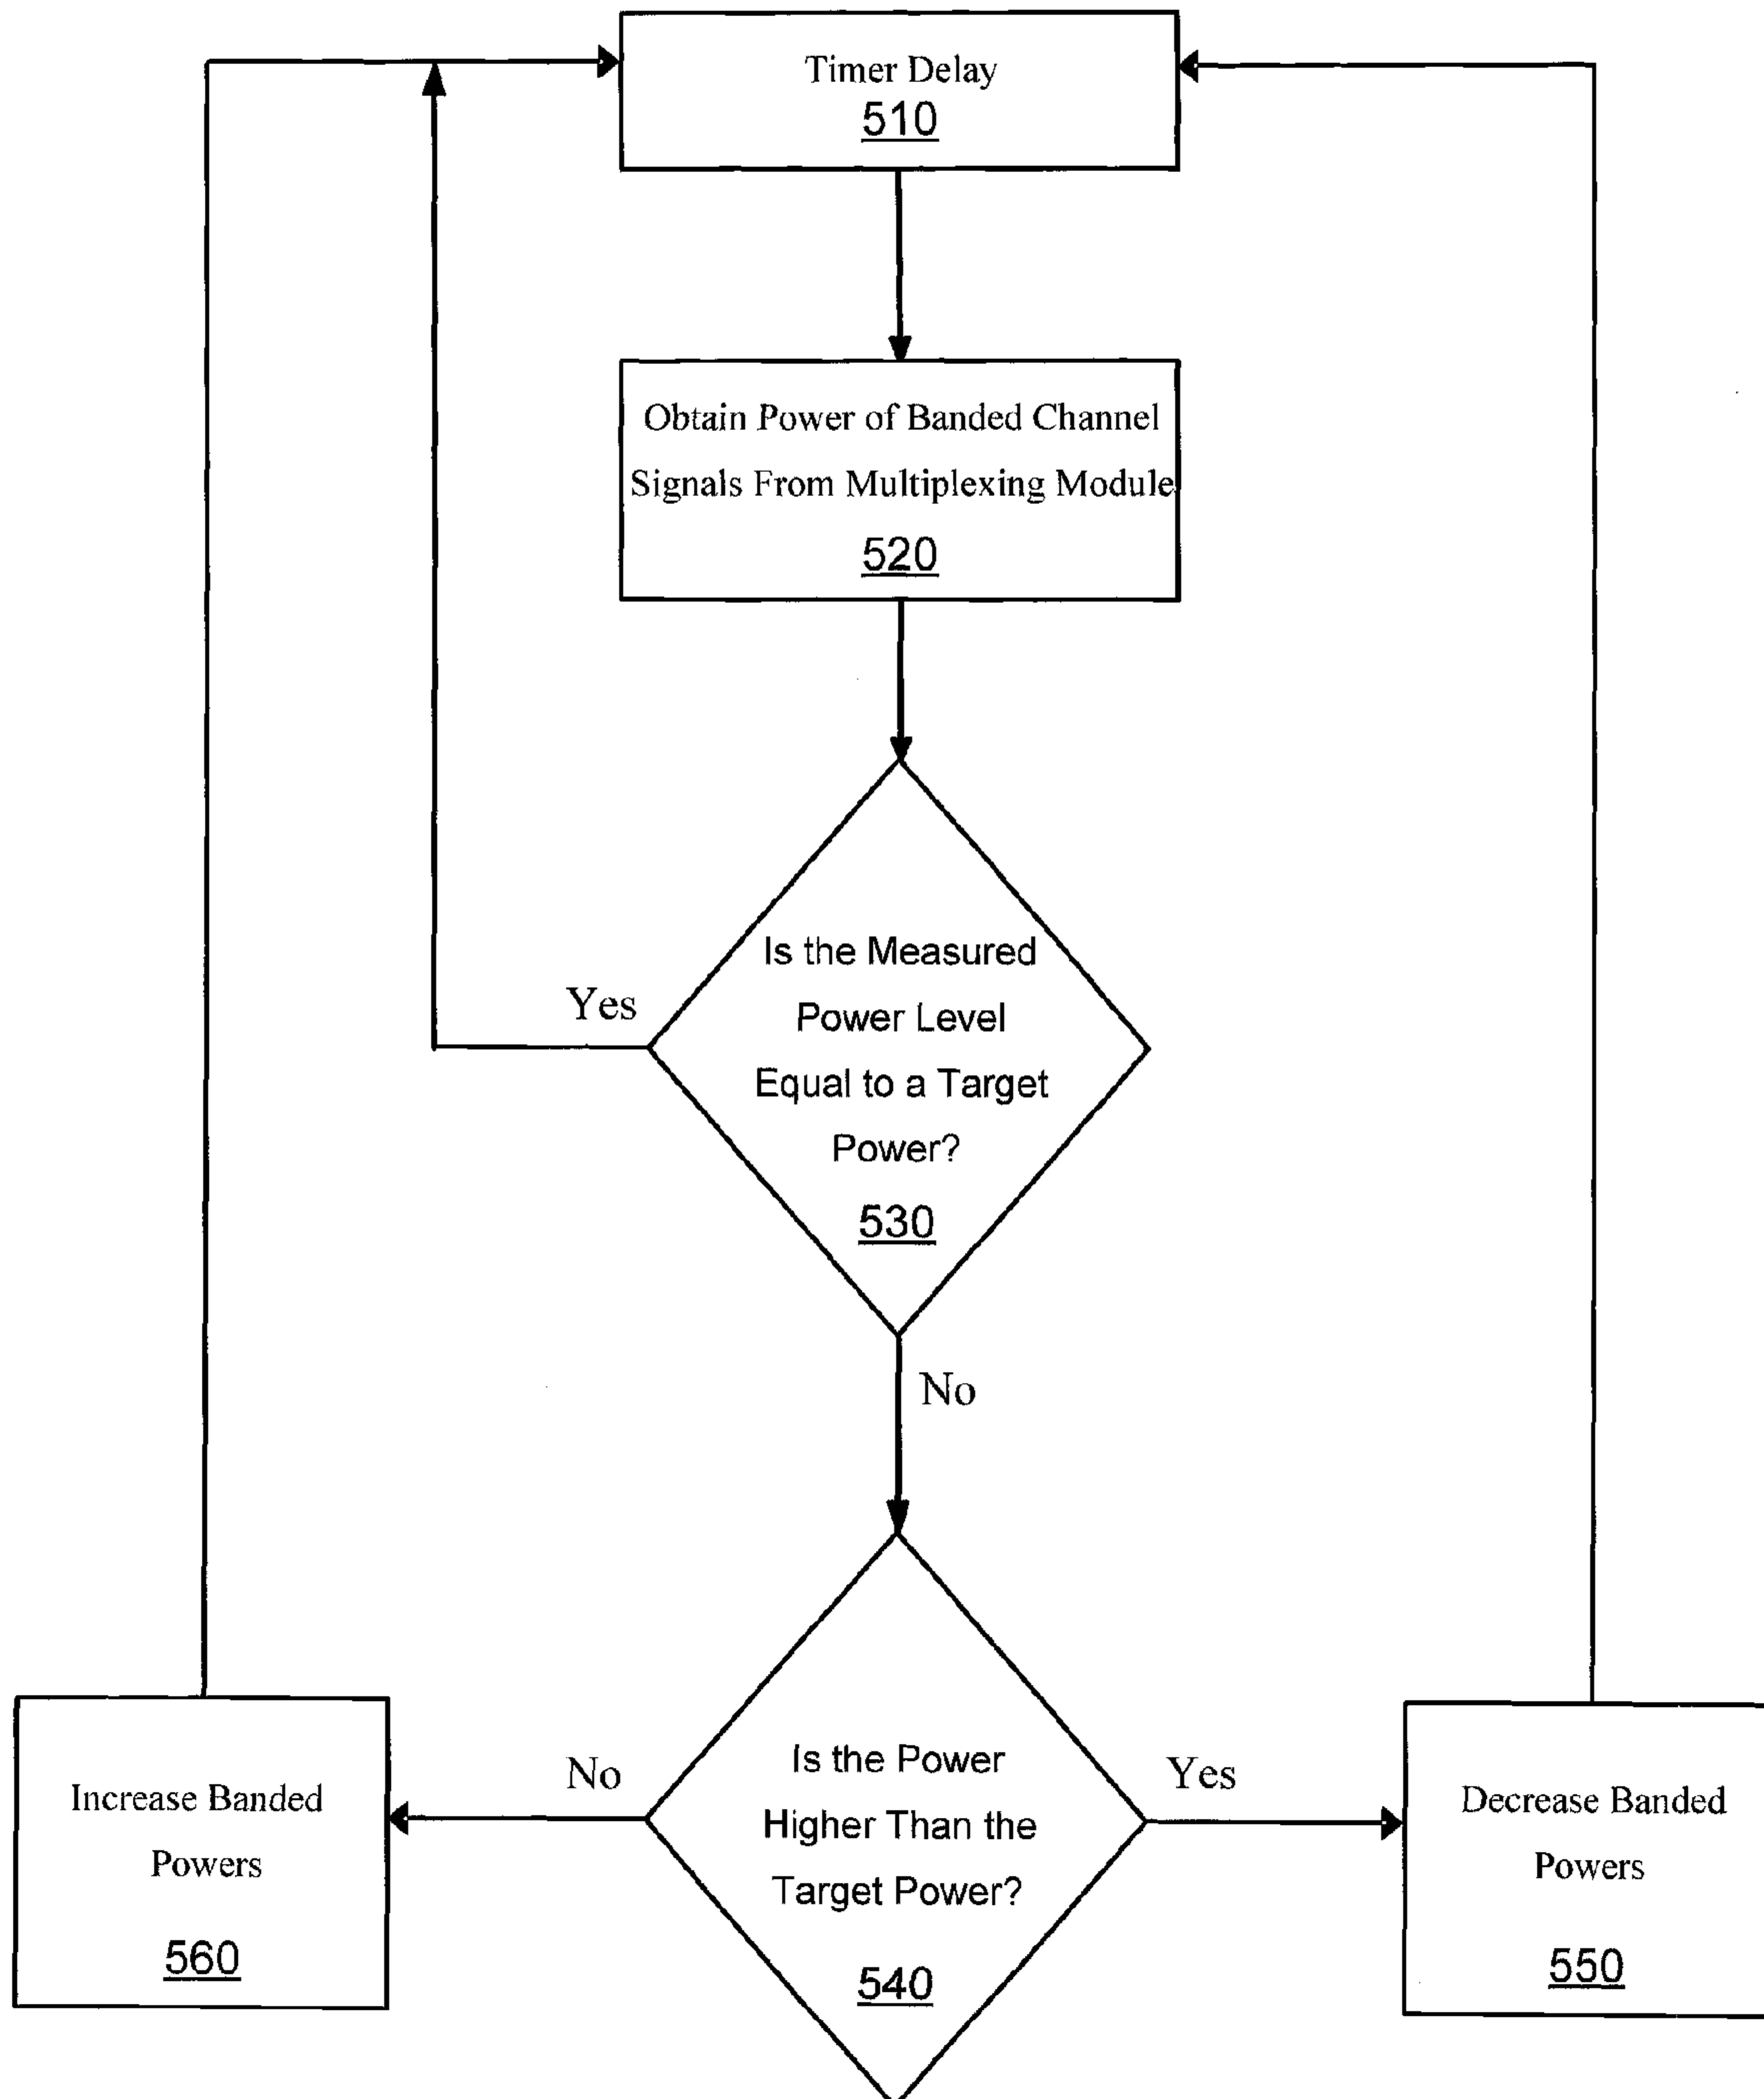 Timer Delay
510
Obtain Power of Banded Channel
Signals From Multiplexing Module
520
Is the Measured
Power Level
Equal to a Target
Power?
530
Yes
No
Is the Power
Higher Than the
Target Power?
540
No
Yes
Increase Banded
Powers
560
Decrease Banded
Powers
550